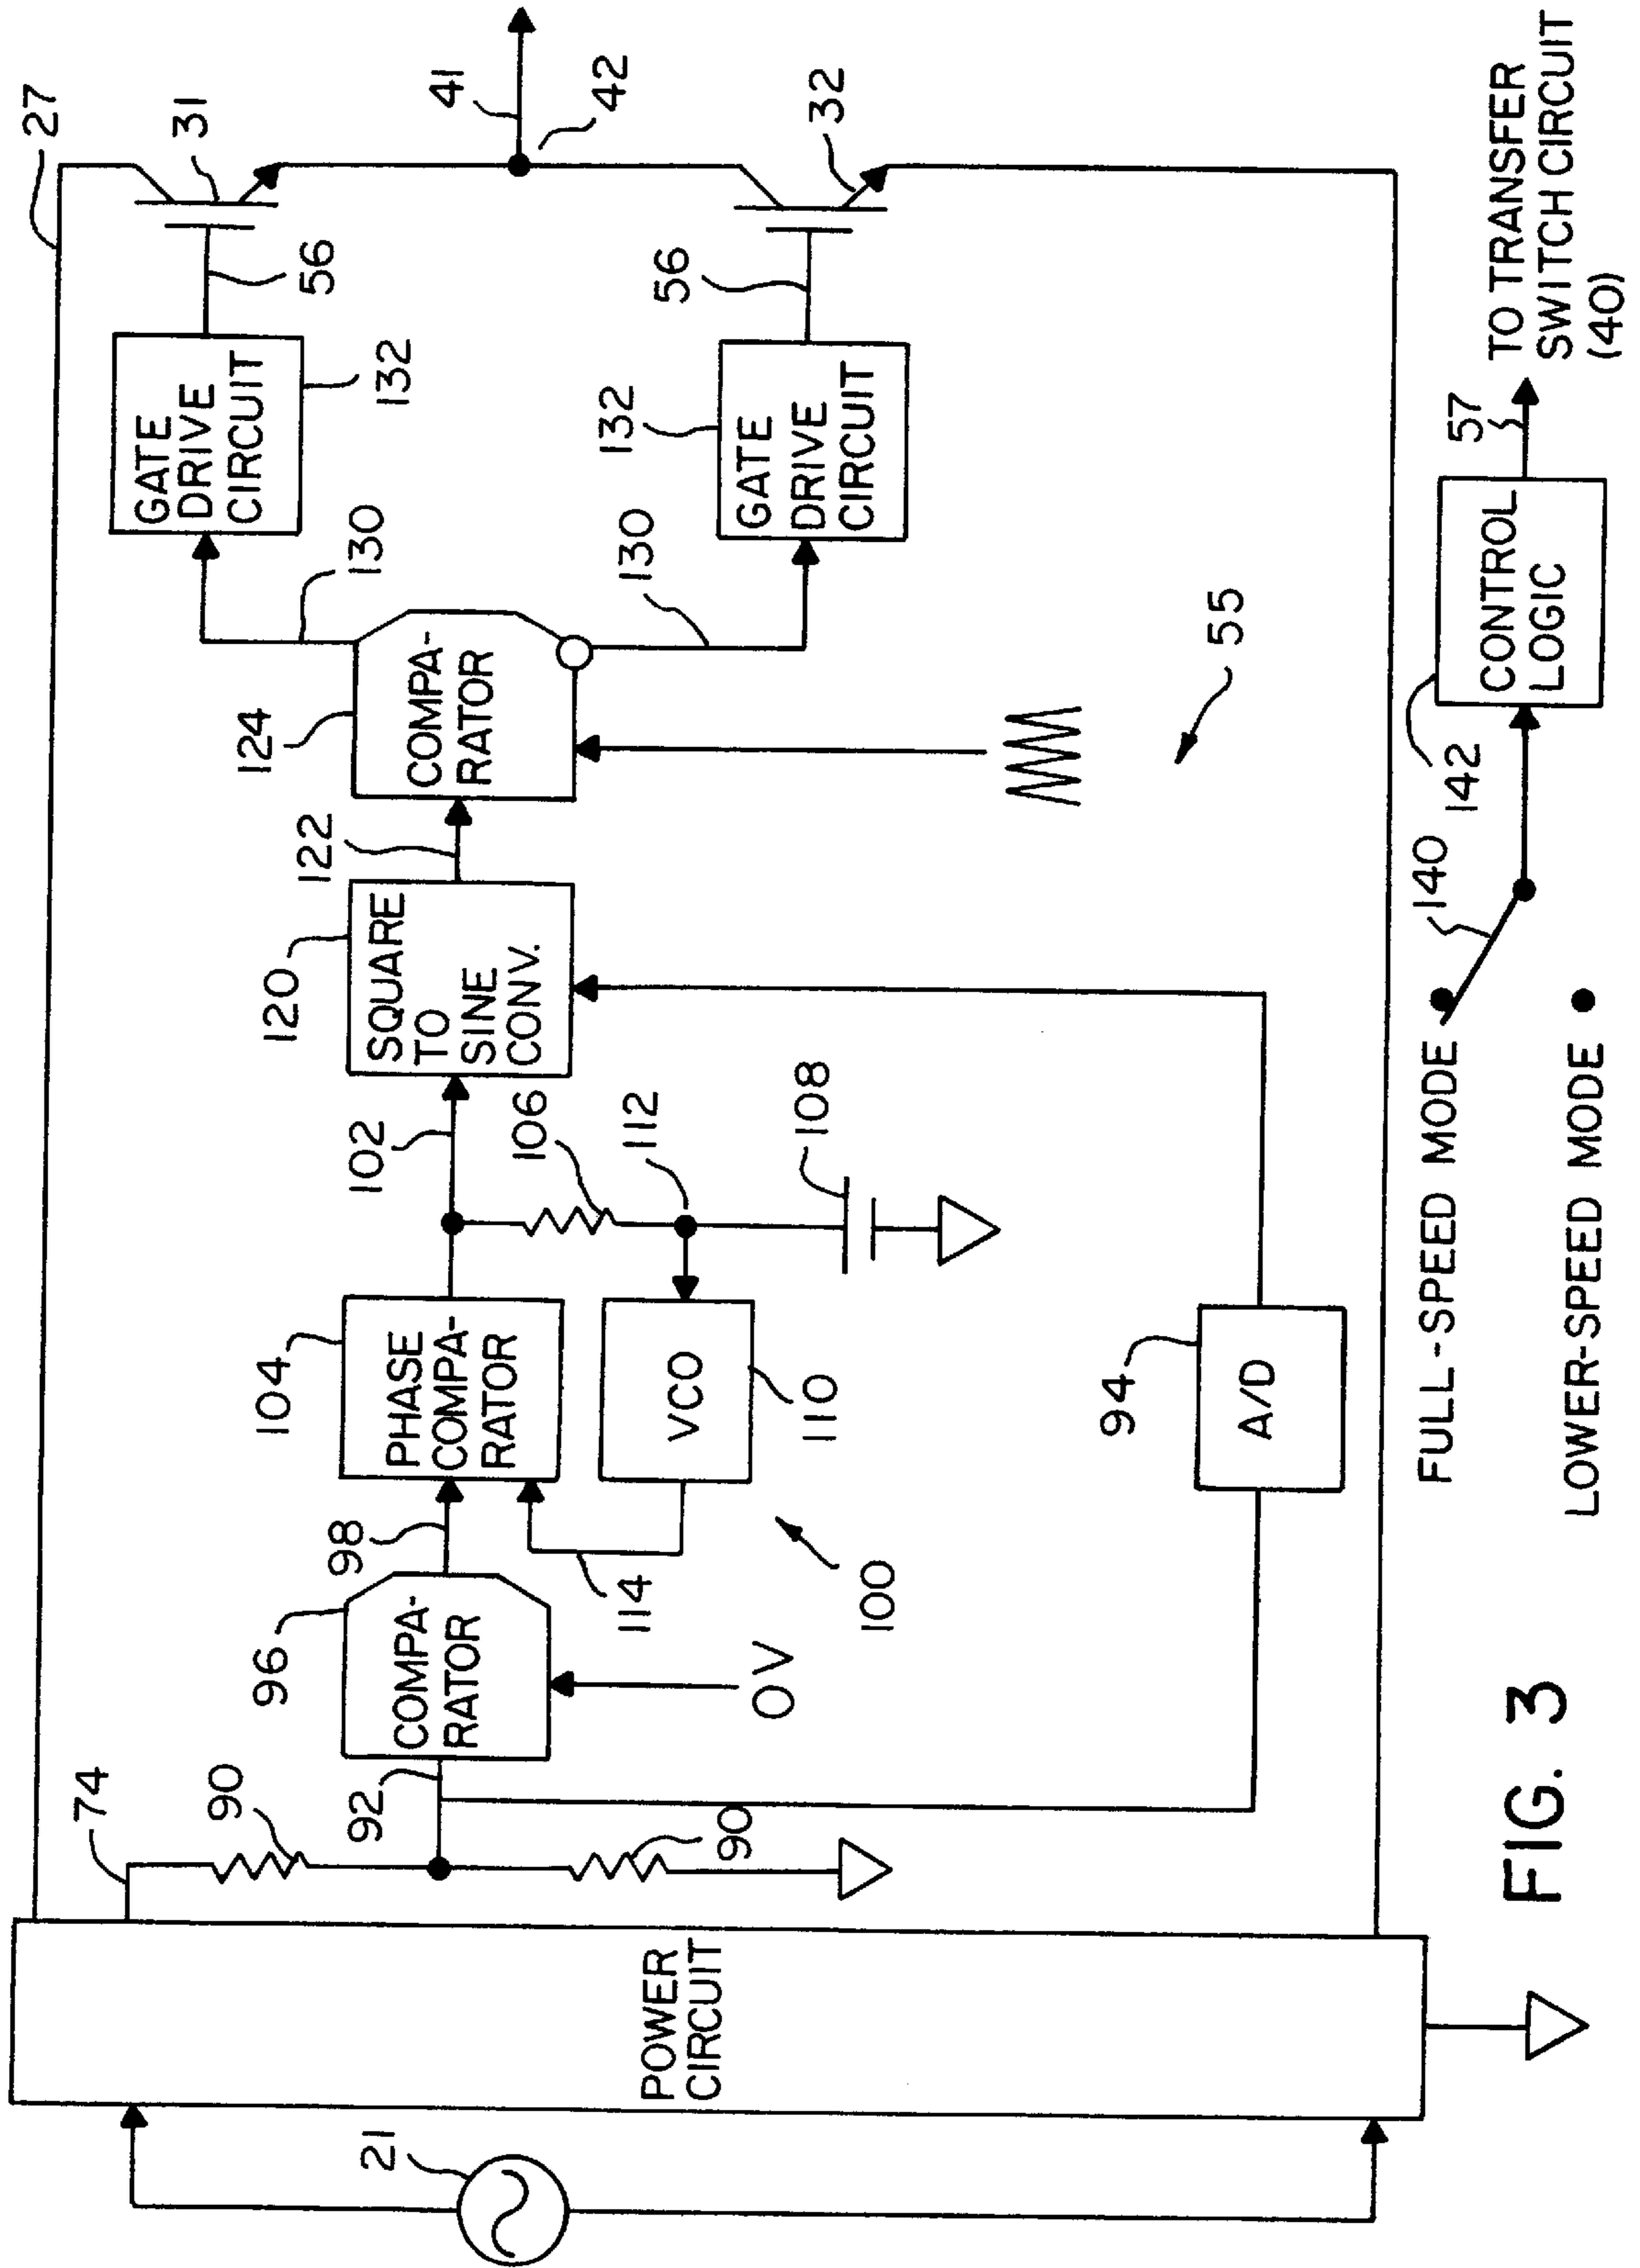 27
31
41
42
32
56
56
GATE
DRIVE
CIRCUIT
132
132
GATE
DRIVE
CIRCUIT
130
130
124
COMPA-
RATOR
122
120
SQUARE
TO
SINE
CONV.
102
106
112
108
104
PHASE
COMPA-
RATOR
VCO
110
114
100
98
96
COMPA-
RATOR
0 V
92
94
A/D
74
90
90
POWER
CIRCUIT
21
55
FULL-SPEED MODE
LOWER-SPEED MODE
140
142
CONTROL
LOGIC
57
TO TRANSFER
SWITCH CIRCUIT
(40)
FIG. 3